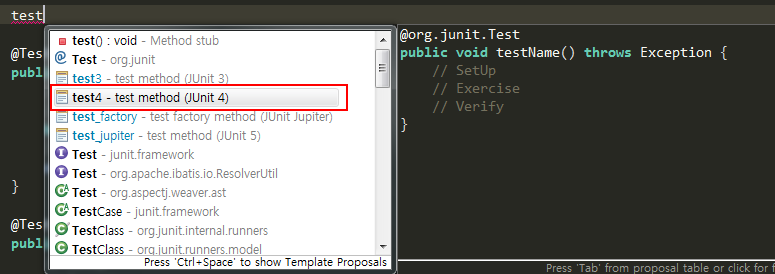 test
@Tes
publ
}
@Tes
publ
test() : void - Method stub
Test - org.junit
test3 - test method (JUnit 3)
test4 - test method (JUnit 4)
test_factory - test factory method (JUnit Jupiter)
test_jupiter - test method (JUnit 5)
Test - junit.framework
Test - org.apache.ibatis.io.ResolverUtil
Test - org.aspectj.weaver.ast
TestCase - junit.framework
TestClass - org.junit.internal.runners
TestClass - org.junit.runners.model
Press 'Ctrl+Space' to show Template Proposals
@org.junit.Test
public void testName() throws Exception {
// SetUp
// Exercise
// Verify
}
Press 'Tab' from proposal table or click for f